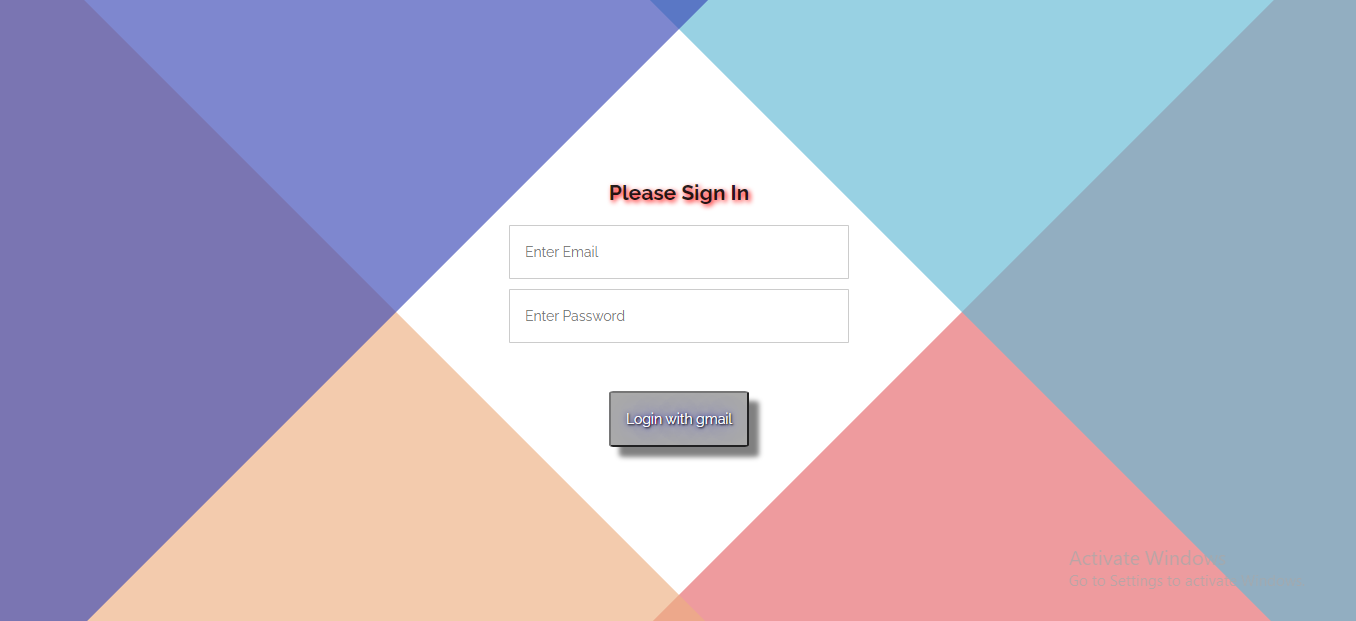 Please Sign In
Enter Email
Enter Password
Login with gmail
Activate Windows
Go to Settings to activate Windows.